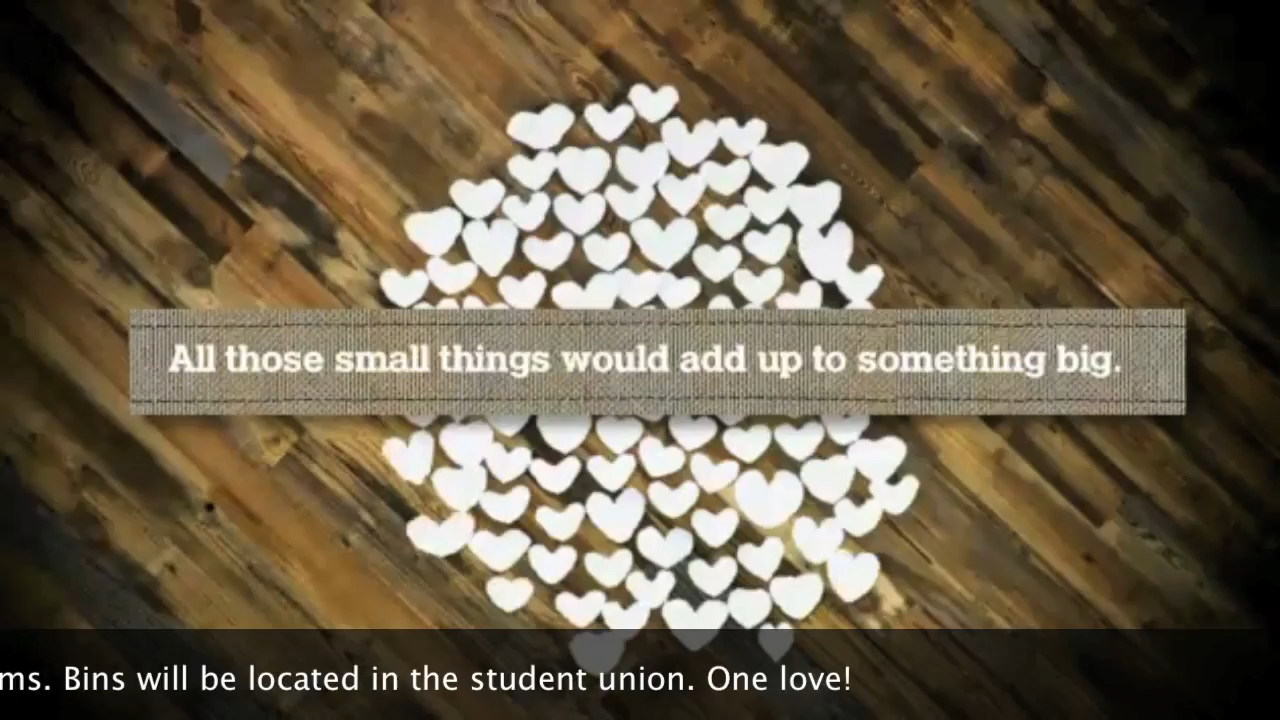 All those small things would add up to something big.
ms. Bins will be located in the student union. One love!